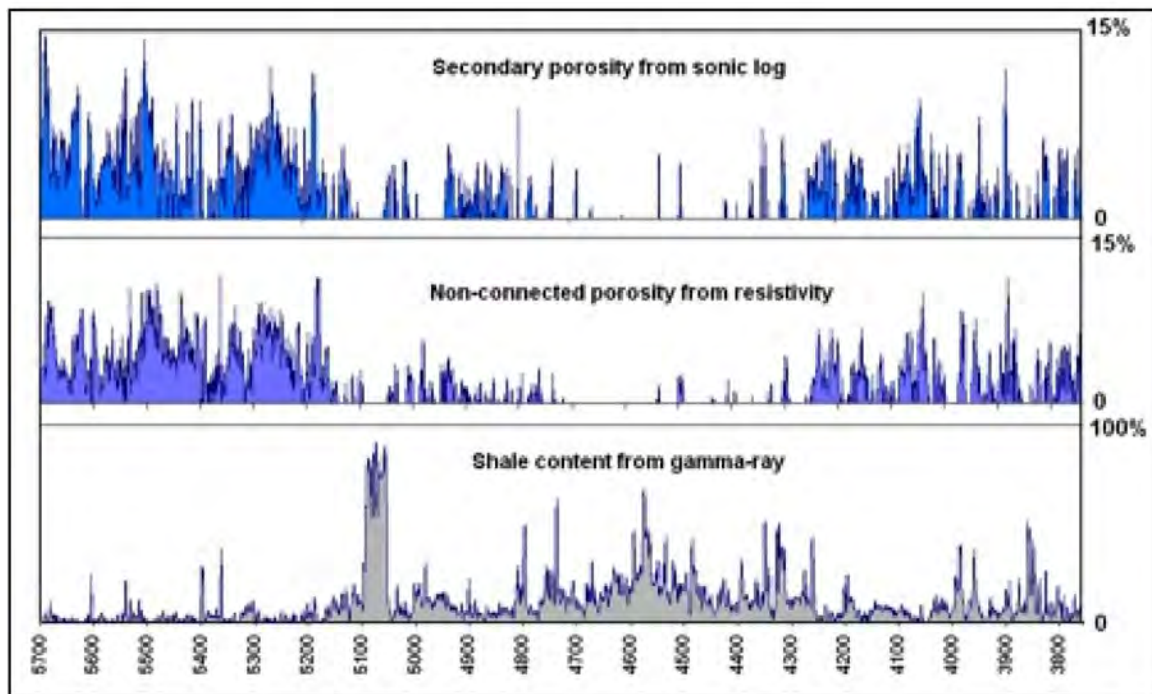 15%
Secondary porosity from sonic log
0
15%
Non-connected porosity from resistivity
0
100%
Shale content from gamma-ray
0
5700 5600 5500 5400 5300 5200 5100 5000 4900 4800 4700 4600 4500 4400 4300 4200 4100 4000 3900 3800